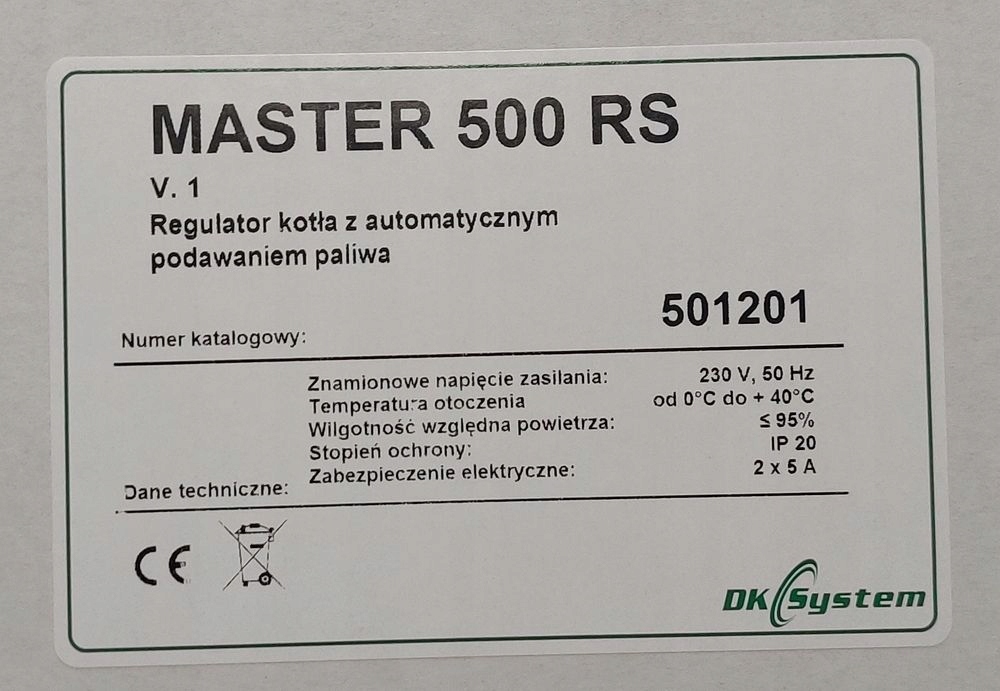 MASTER 500 RS
V. 1
Regulator kotła z automatycznym
podawaniem paliwa
Numer katalogowy: 501201
Znamionowe napięcie zasilania: 230 V, 50 Hz
Temperatura otoczenia od 0°C do + 40°C
Wilgotność względna powietrza: ≤ 95%
Stopień ochrony: IP 20
Zabezpieczenie elektryczne: 2 x 5 A
Dane techniczne:
CE
DK System